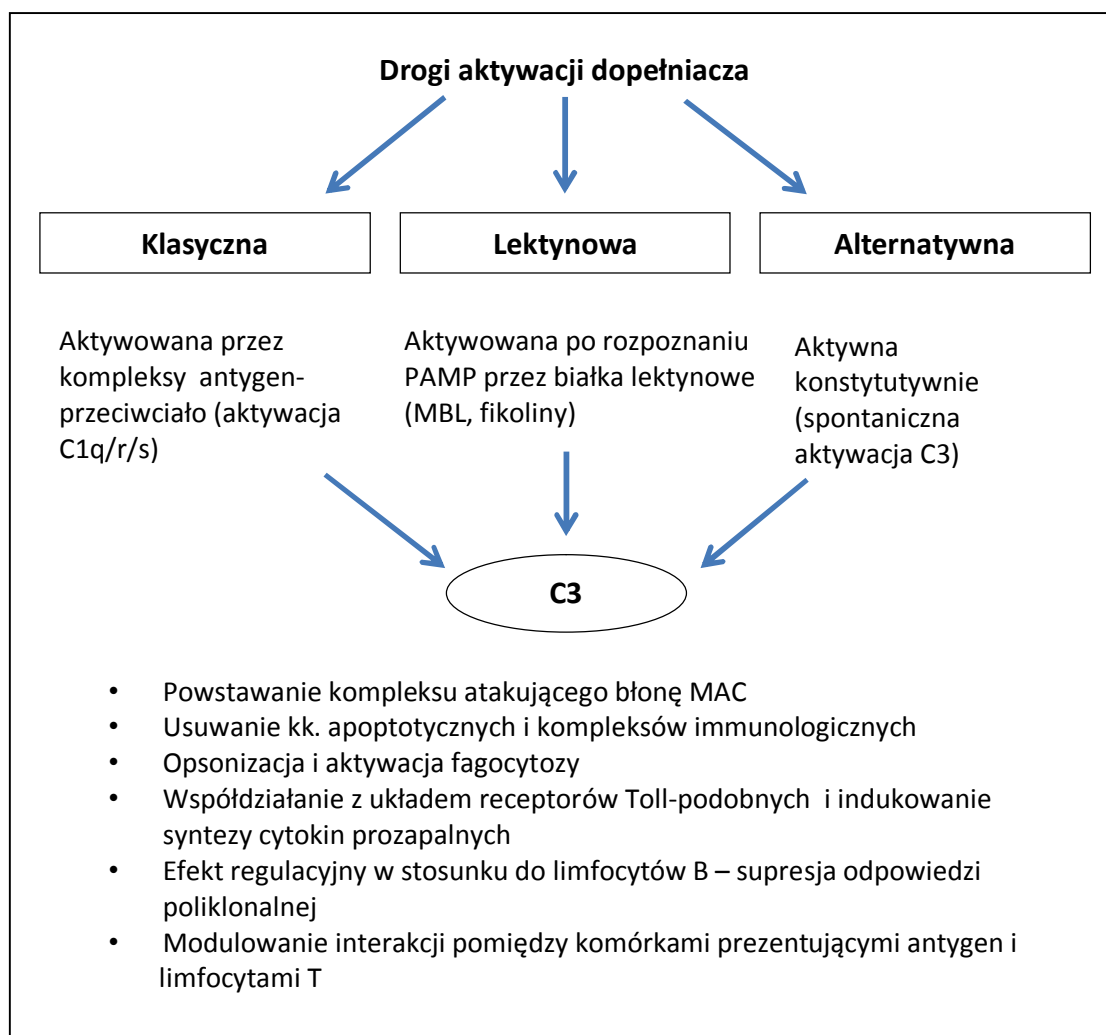 Drogi aktywacji dopełniacza
Klasyczna
Lektynowa
Alternatywna
Aktywowana przez
kompleksy antygen-
przeciwciało (aktywacja
C1q/r/s)
Aktywowana po rozpoznaniu
PAMP przez białka lektynowe
(MBL, fikoliny)
Aktywna
konstytutywnie
(spontaniczna
aktywacja C3)
C3
• Powstawanie kompleksu atakującego błonę MAC
• Usuwanie kk. apoptotycznych i kompleksów immunologicznych
• Opsonizacja i aktywacja fagocytozy
• Współdziałanie z układem receptorów Toll-podobnych i indukowanie
syntezy cytokin prozapalnych
• Efekt regulacyjny w stosunku do limfocytów B – supresja odpowiedzi
poliklonalnej
• Modulowanie interakcji pomiędzy komórkami prezentującymi antygen i
limfocytami T